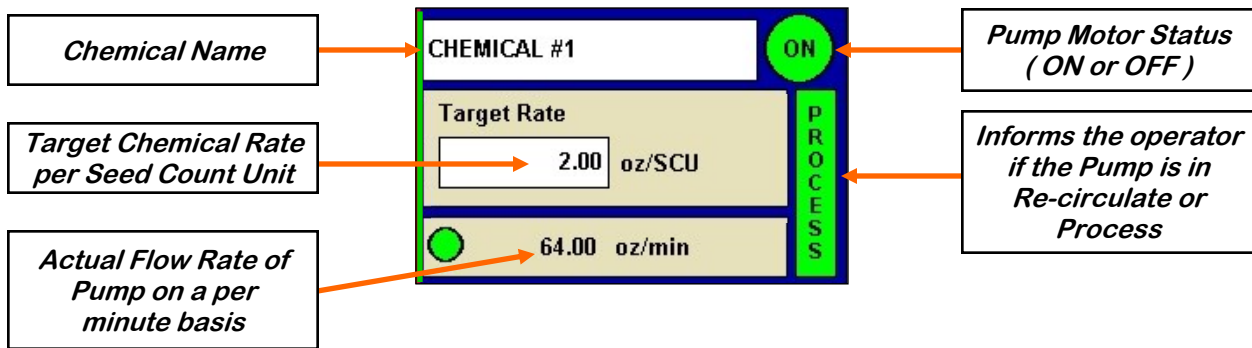 Chemical Name
Target Chemical Rate
per Seed Count Unit
Actual Flow Rate of
Pump on a per
minute basis
CHEMICAL #1
ON
Target Rate
2.00 oz/SCU
64.00 oz/min
PROCESS
Pump Motor Status
( ON or OFF )
Informs the operator
if the Pump is in
Re-circulate or
Process